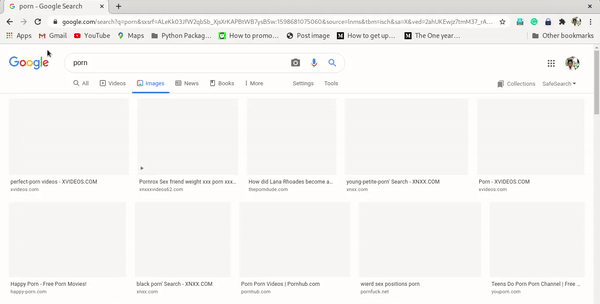 porn - Google Search
google.com/search?q=porn&sxsrf=ALeKk03JIfW2qbSb_XjsXrKAPBtWB7ysBSw:1598681075060&source=lnms&tbm=isch&sa=X&ved=2ahUKEwjz7tmM37_rA...
Apps Gmail YouTube Maps Python Packag... How to promo... Post image How to get up... The One year... Other bookmarks
Google porn
All Videos Images News Books More Settings Tools Collections SafeSearch
perfect-porn videos - XVIDEOS.COM
xvideos.com
Pornrox Sex friend weight xxx porn xxx...
xnxxxvideos62.com
How did Lana Rhoades become a...
theporndude.com
young-petite-porn' Search - XNXX.COM
xnxx.com
Porn - XVIDEOS.COM
xvideos.com
Happy Porn - Free Porn Movies!
happy-porn.com
black porn' Search - XNXX.COM
xnxx.com
Porn Porn Videos | Pornhub.com
pornhub.com
wierd sex positions porn
pornfuck.net
Teens Do Porn Porn Channel | Free ...
youporn.com